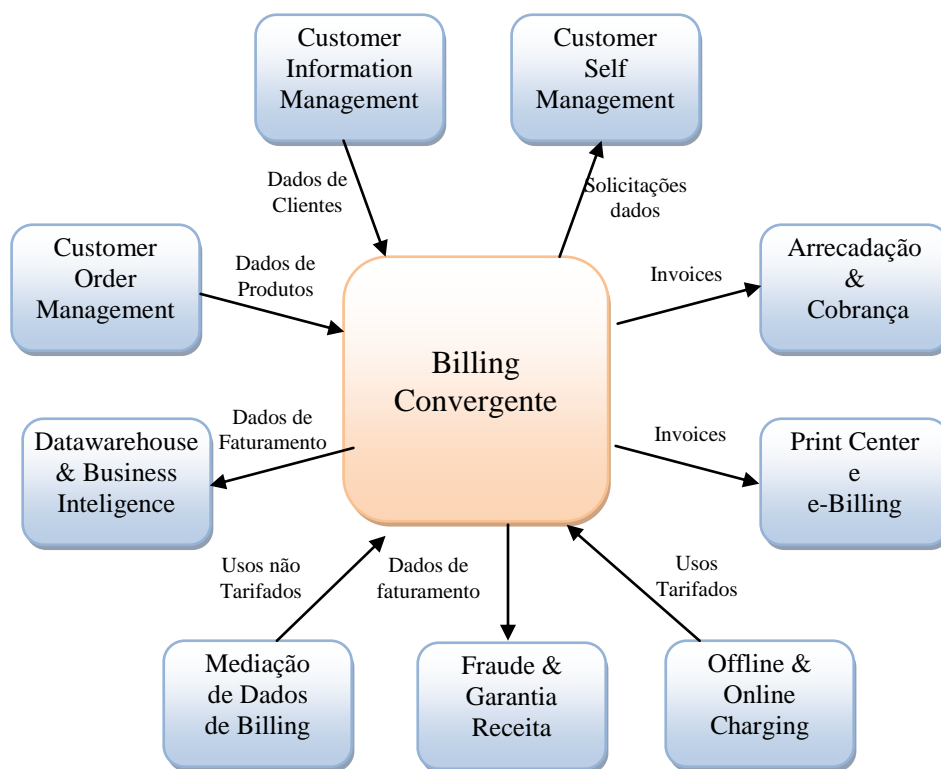 Customer
Information
Management
Customer
Self
Management
Dados de
Clientes
Solicitações
dados
Customer
Order
Management
Dados de
Produtos
Invoices
Arrecadação
&
Cobrança
Billing
Convergente
Datawarehouse
& Business
Inteligence
Dados de
Faturamento
Invoices
Print Center
e
e-Billing
Usos não
Tarifados
Dados de
faturamento
Usos
Tarifados
Mediação
de Dados
de Billing
Fraude &
Garantia
Receita
Offline &
Online
Charging